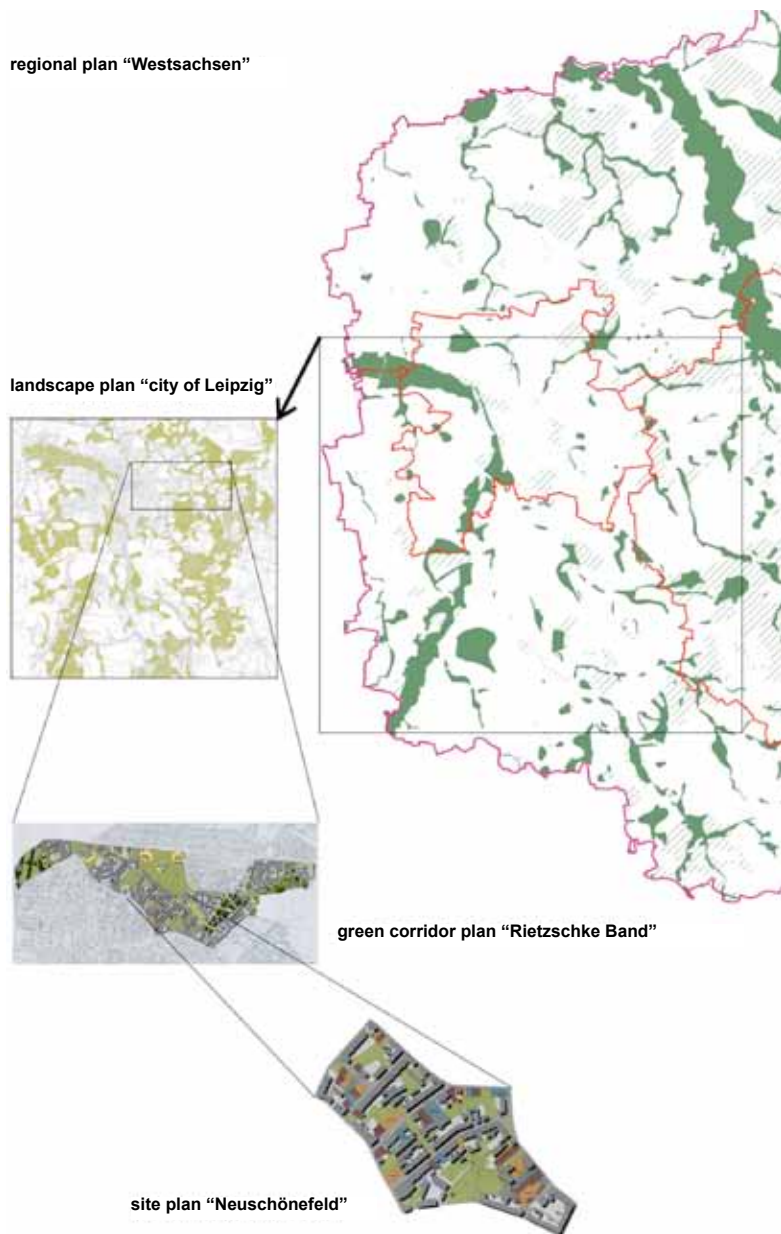 regional plan “Westsachsen”
landscape plan “city of Leipzig”
green corridor plan “Rietzschke Band”
site plan “Neuschönefeld”